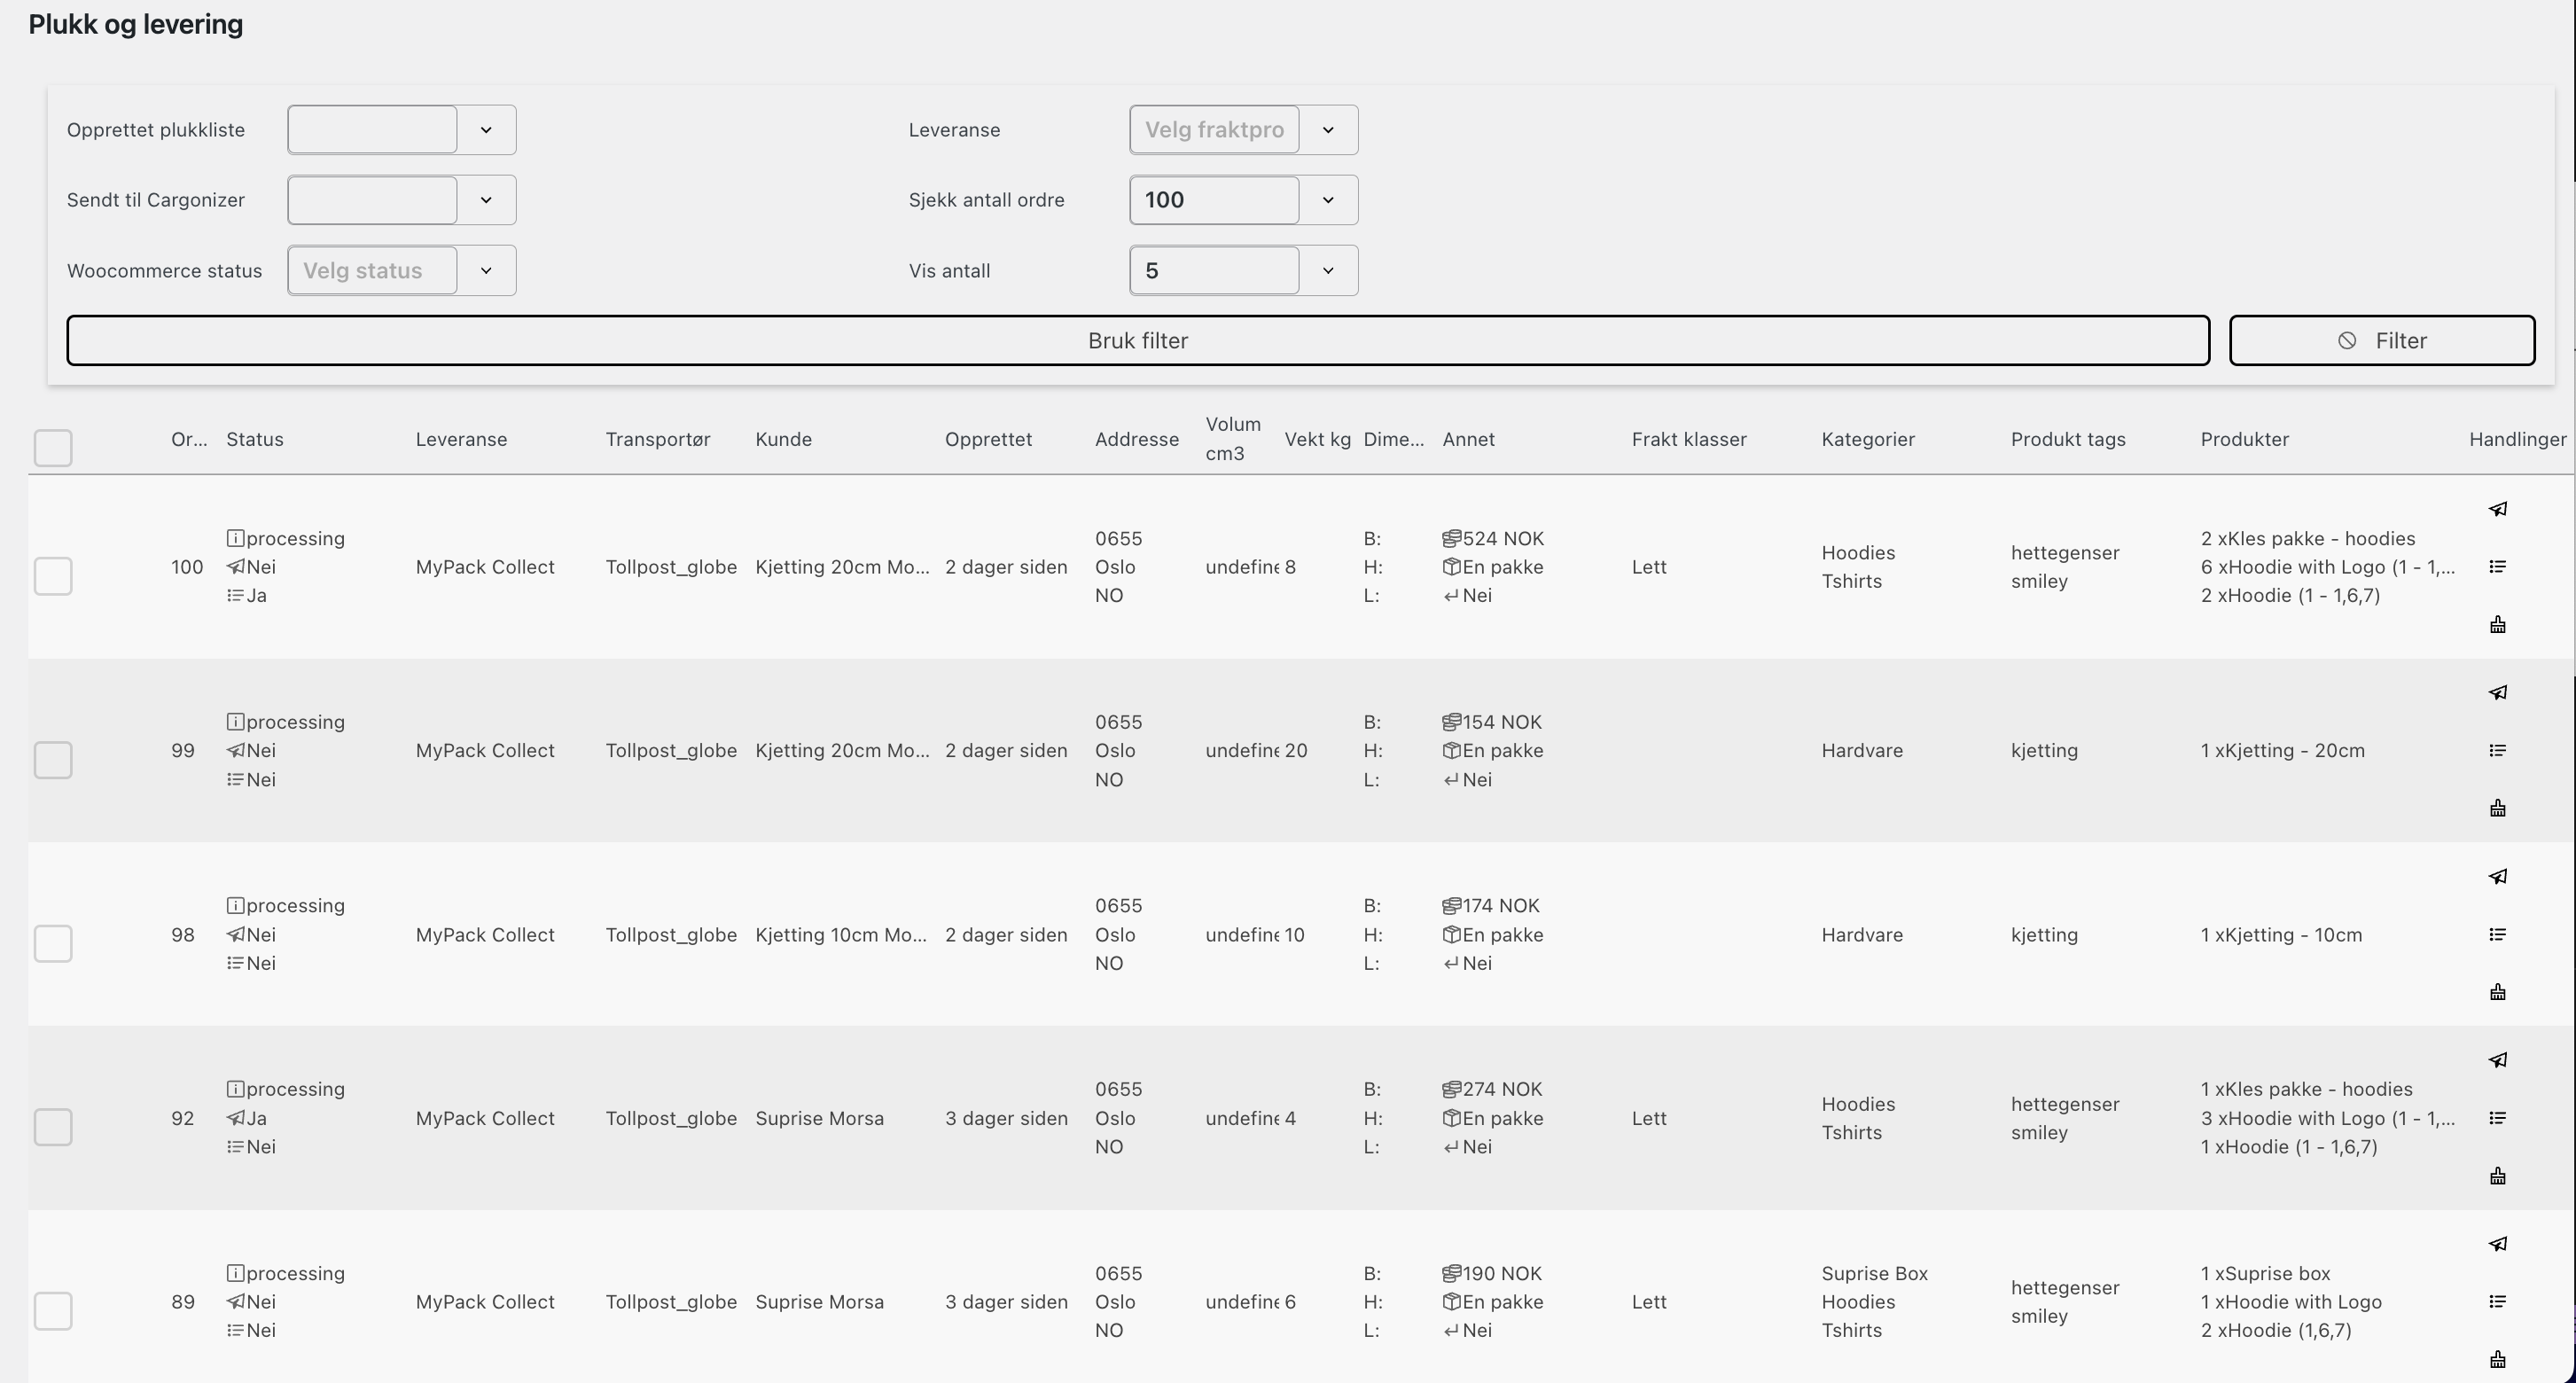 Plukk og levering
Opprettet plukkliste
Leveranse
Velg fraktpro
Sendt til Cargonizer
Sjekk antall ordre
100
Woocommerce status
Velg status
Vis antall
5
Bruk filter
Filter
Or... Status Leveranse Transportør Kunde Opprettet Addresse Volum cm3 Vekt kg Dime... Annet Frakt klasser Kategorier Produkt tags Produkter Handlinger
100
processing
Nei
Ja
MyPack Collect
Tollpost_globe
Kjetting 20cm Mo...
2 dager siden
0655
Oslo
NO
undefine
8
B:
H:
L:
524 NOK
En pakke
Nei
Lett
Hoodies
Tshirts
hettegenser
smiley
2 xKles pakke - hoodies
6 xHoodie with Logo (1 - 1,...
2 xHoodie (1 - 1,6,7)
99
processing
Nei
Nei
MyPack Collect
Tollpost_globe
Kjetting 20cm Mo...
2 dager siden
0655
Oslo
NO
undefine
20
B:
H:
L:
154 NOK
En pakke
Nei
Hardvare
kjetting
1 xKjetting - 20cm
98
processing
Nei
Nei
MyPack Collect
Tollpost_globe
Kjetting 10cm Mo...
2 dager siden
0655
Oslo
NO
undefine
10
B:
H:
L:
174 NOK
En pakke
Nei
Hardvare
kjetting
1 xKjetting - 10cm
92
processing
Ja
Nei
MyPack Collect
Tollpost_globe
Suprise Morsa
3 dager siden
0655
Oslo
NO
undefine
4
B:
H:
L:
274 NOK
En pakke
Nei
Lett
Hoodies
Tshirts
hettegenser
smiley
1 xKles pakke - hoodies
3 xHoodie with Logo (1 - 1,...
1 xHoodie (1 - 1,6,7)
89
processing
Nei
Nei
MyPack Collect
Tollpost_globe
Suprise Morsa
3 dager siden
0655
Oslo
NO
undefine
6
B:
H:
L:
190 NOK
En pakke
Nei
Lett
Suprise Box
Hoodies
Tshirts
hettegenser
smiley
1 xSuprise box
1 xHoodie with Logo
2 xHoodie (1,6,7)